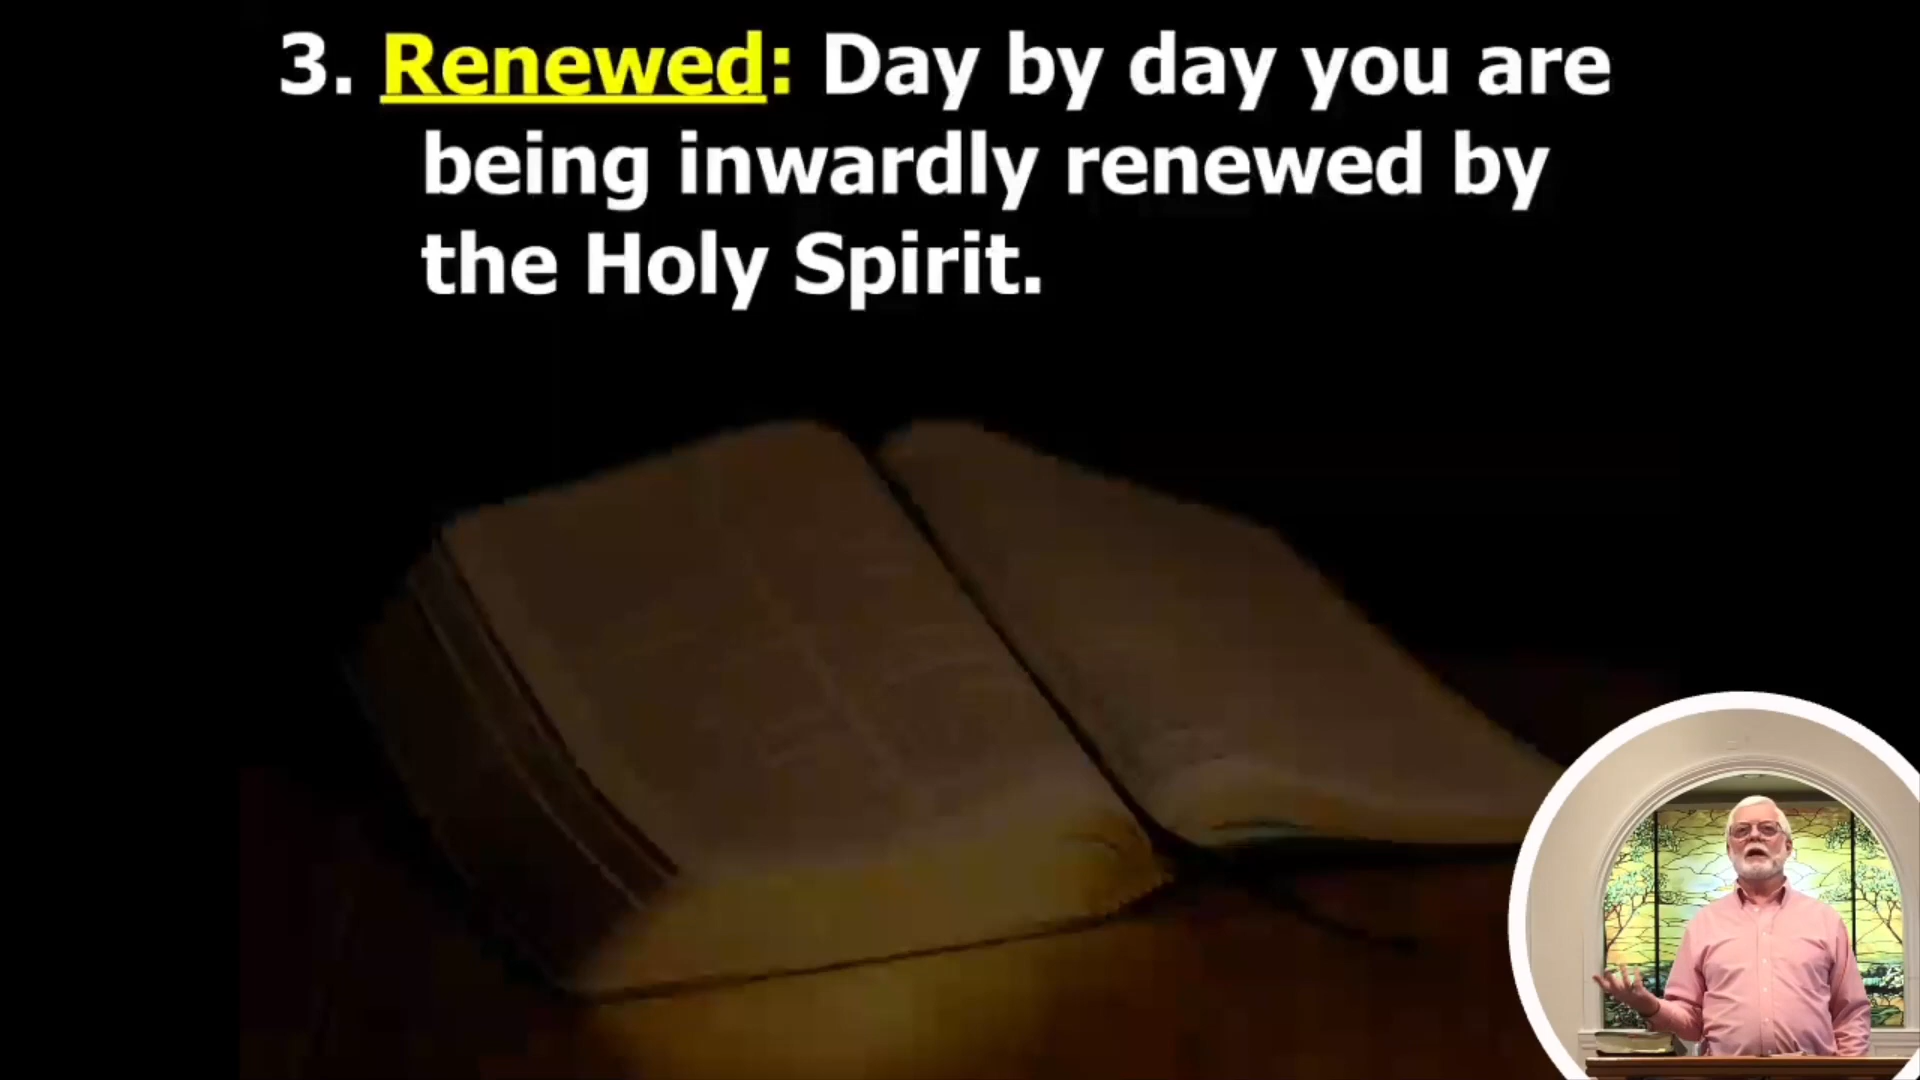 3. Renewed: Day by day you are
being inwardly renewed by
the Holy Spirit.